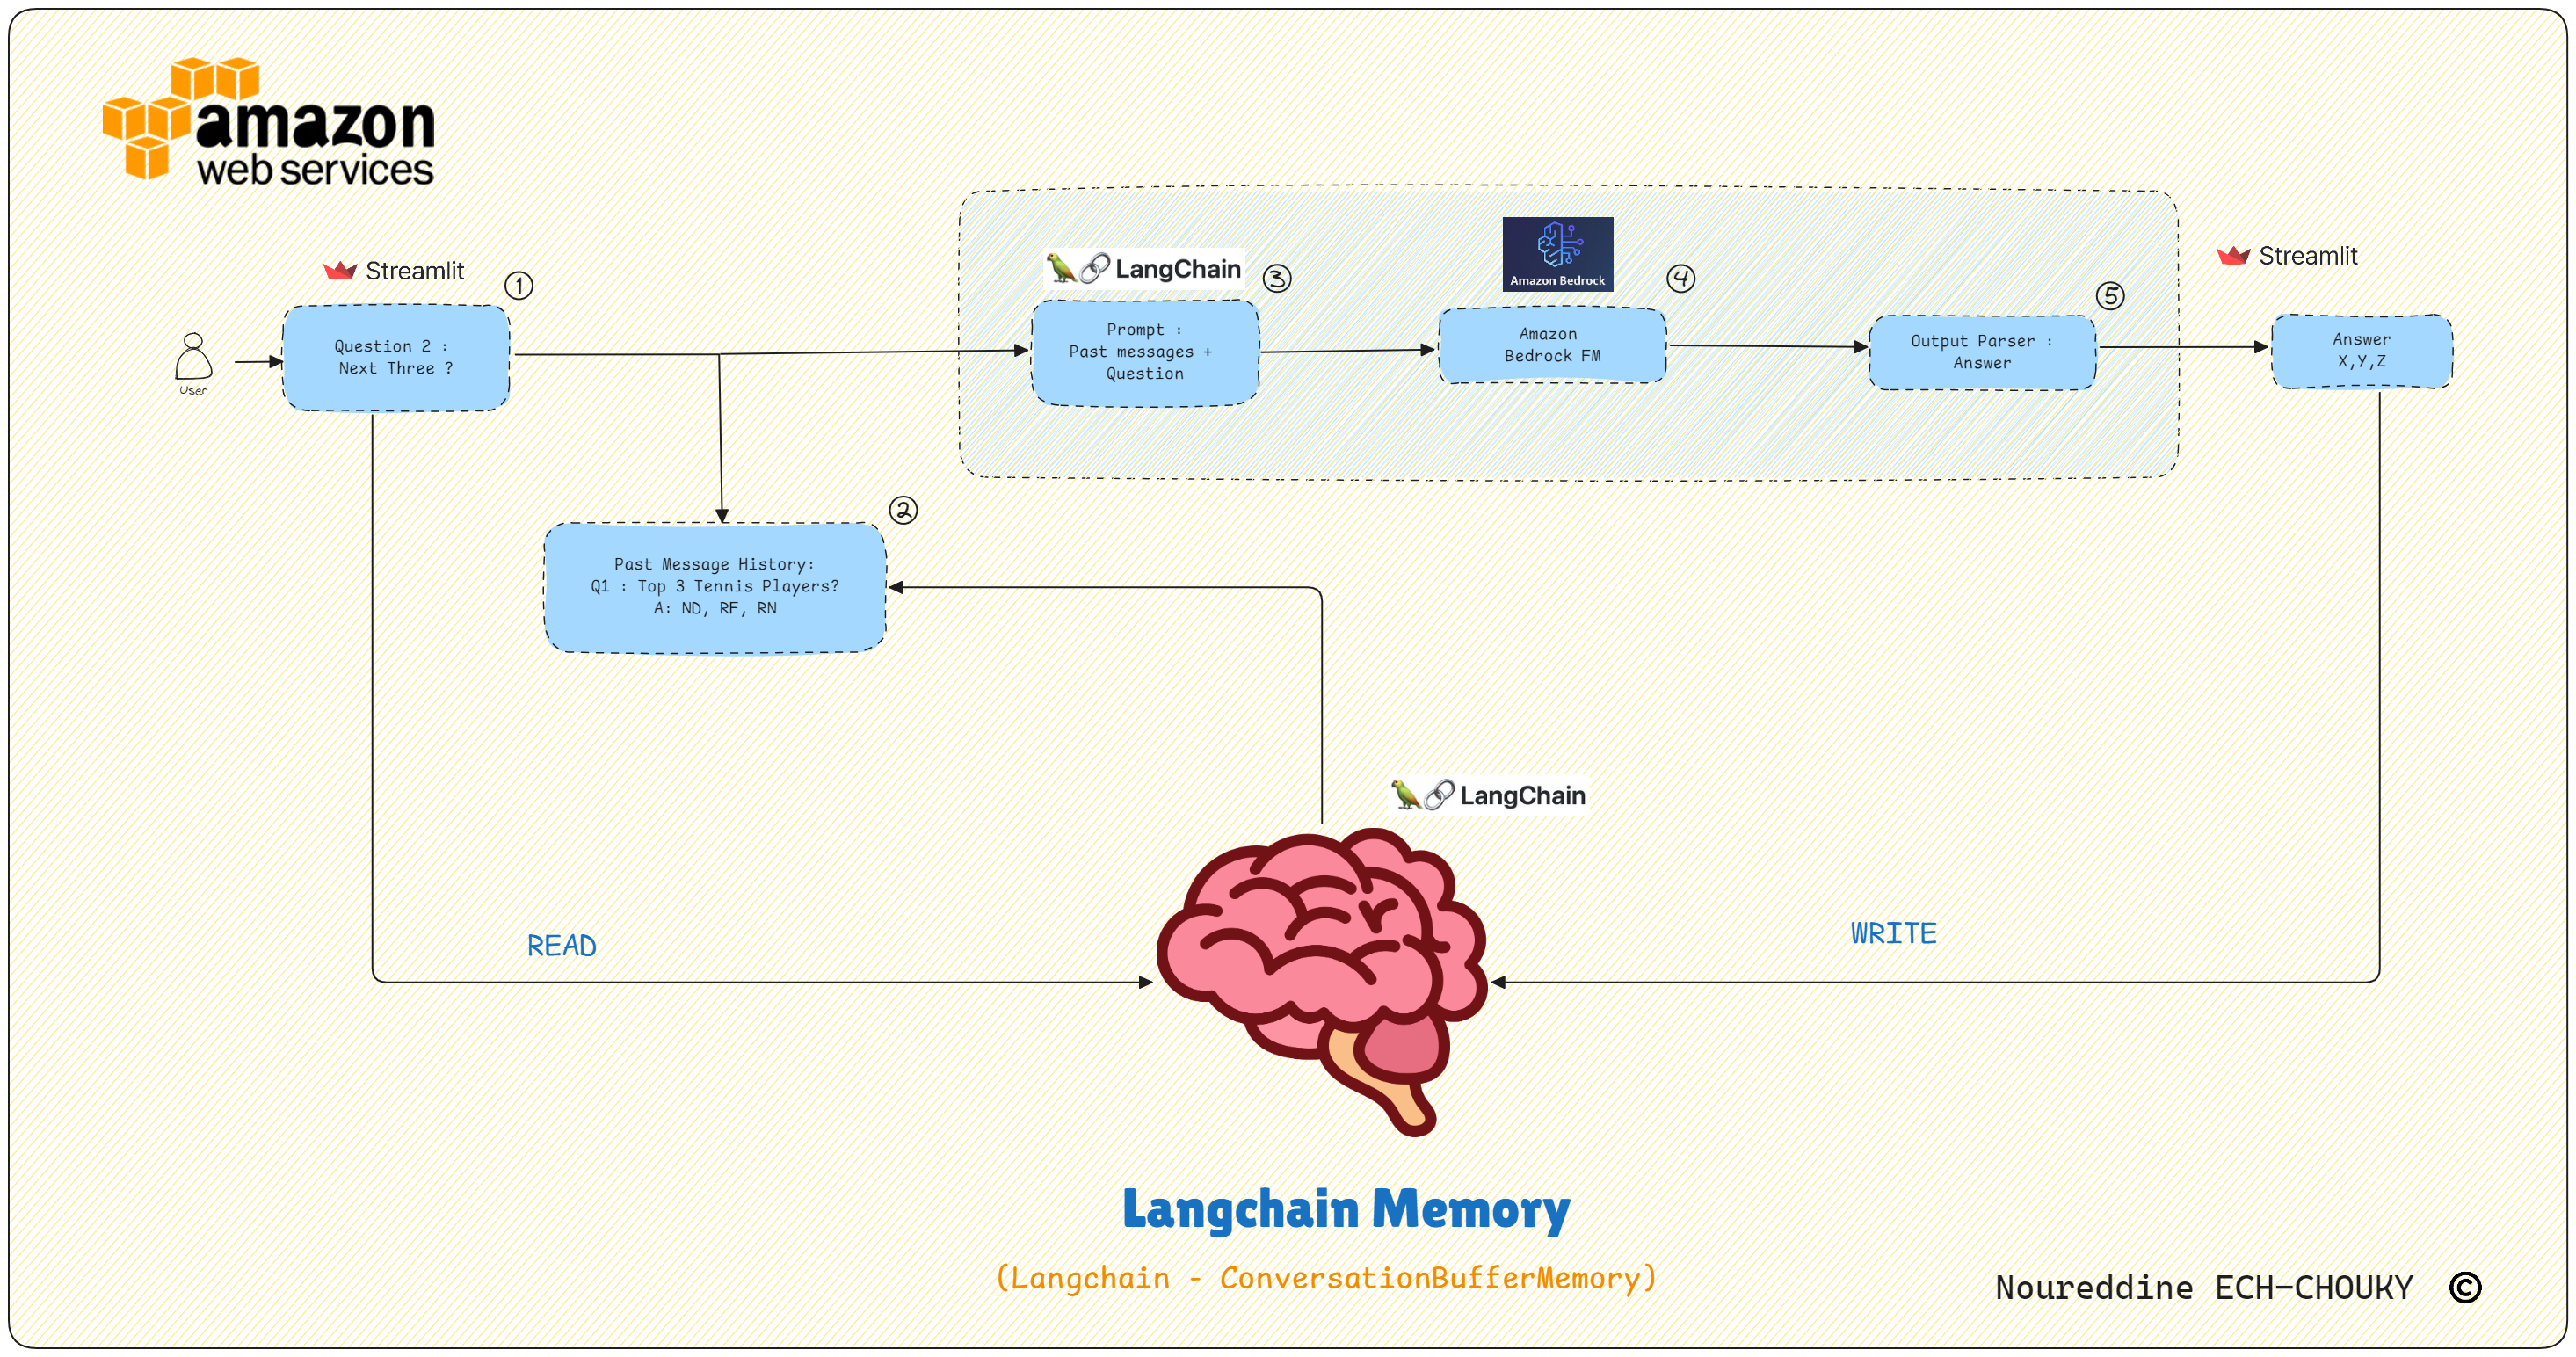 amazon
web services
Streamlit
1
User
Question 2 :
Next Three ?
LangChain
3
Prompt :
Past messages +
Question
Amazon Bedrock
4
Amazon
Bedrock FM
5
Output Parser :
Answer
Streamlit
Answer
X,Y,Z
2
Past Message History:
Q1 : Top 3 Tennis Players?
A: ND, RF, RN
LangChain
READ
WRITE
Langchain Memory
(Langchain - ConversationBufferMemory)
Noureddine ECH-CHOUKY ©